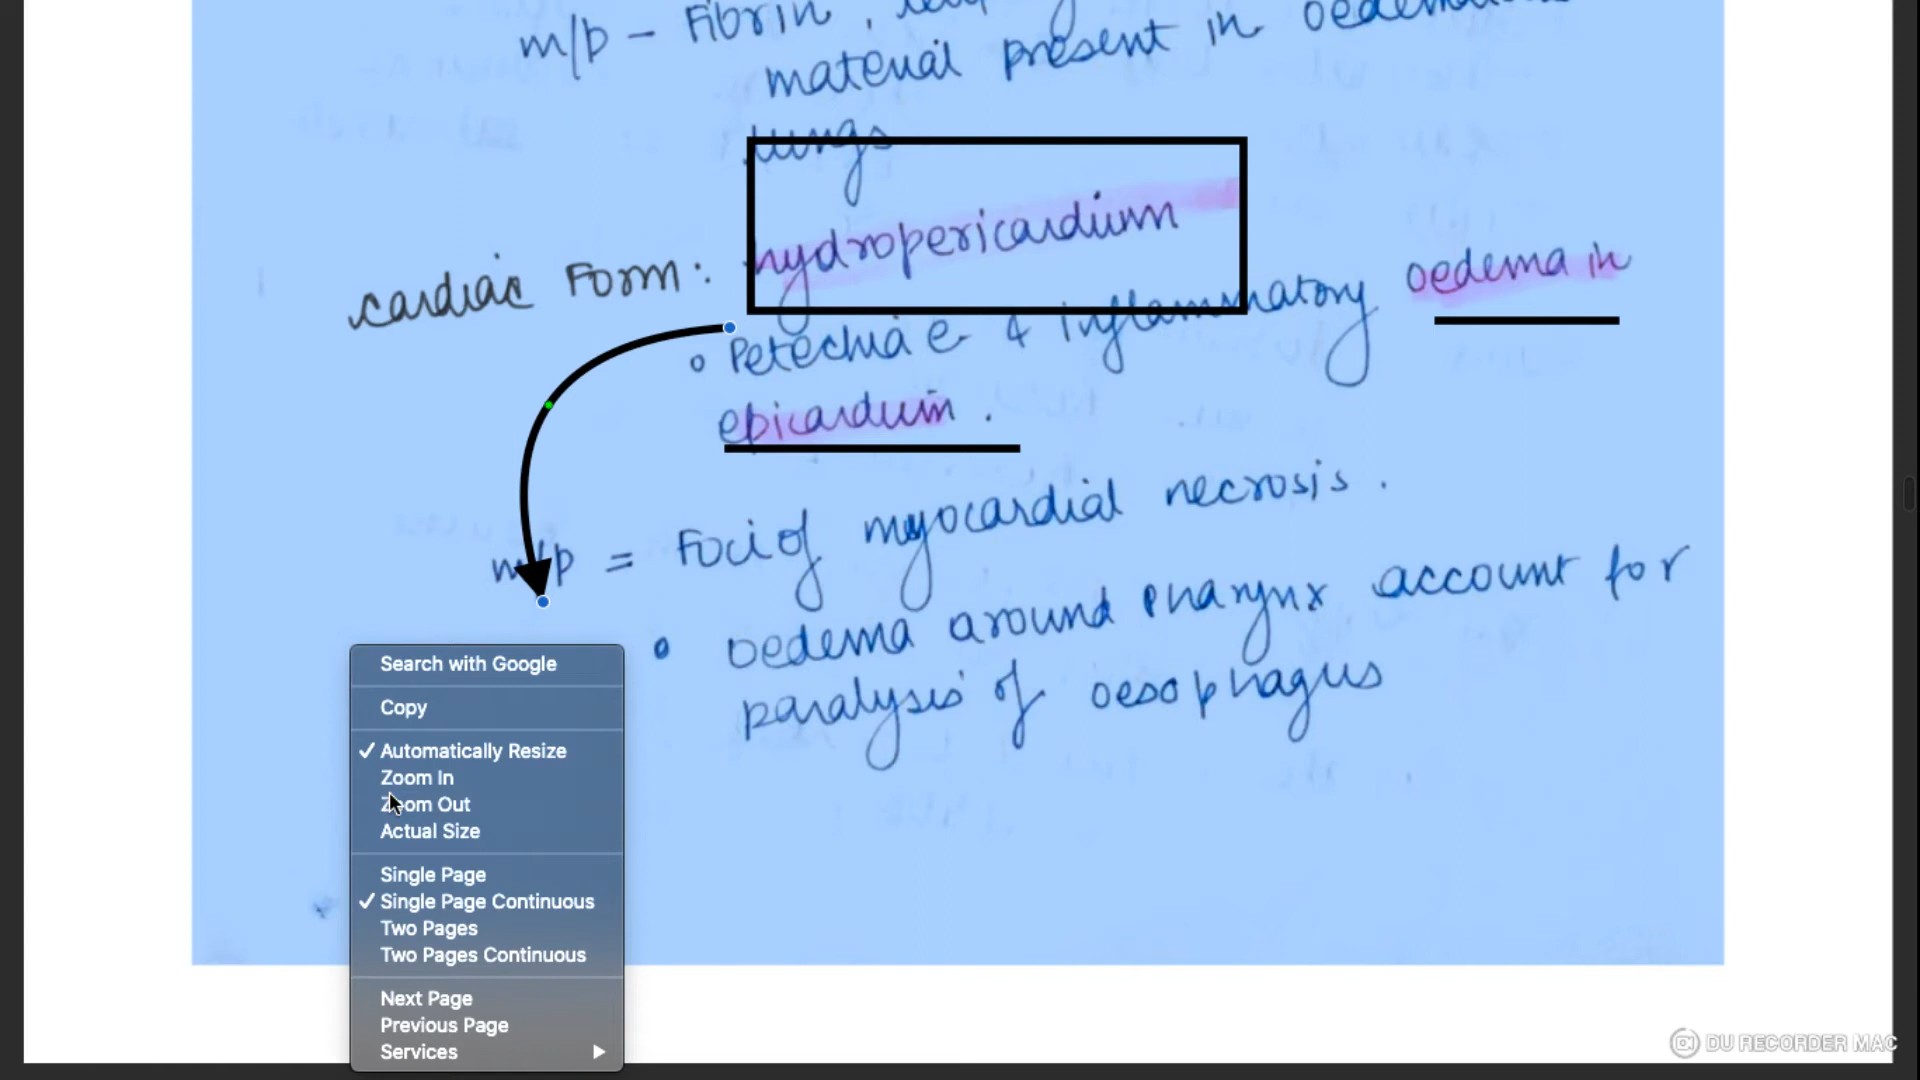 m/p - Fibrin,
material present in
lungs
cardiac Form: hydropericardium
• Petechiae & inflammatory oedema in
epicardium.
m/p = Foci of myocardial necrosis.
• oedema around pharynx account for
paralysis of oesophagus
Search with Google
Copy
✓ Automatically Resize
Zoom In
Zoom Out
Actual Size
Single Page
✓ Single Page Continuous
Two Pages
Two Pages Continuous
Next Page
Previous Page
Services
DU RECORDER MAC